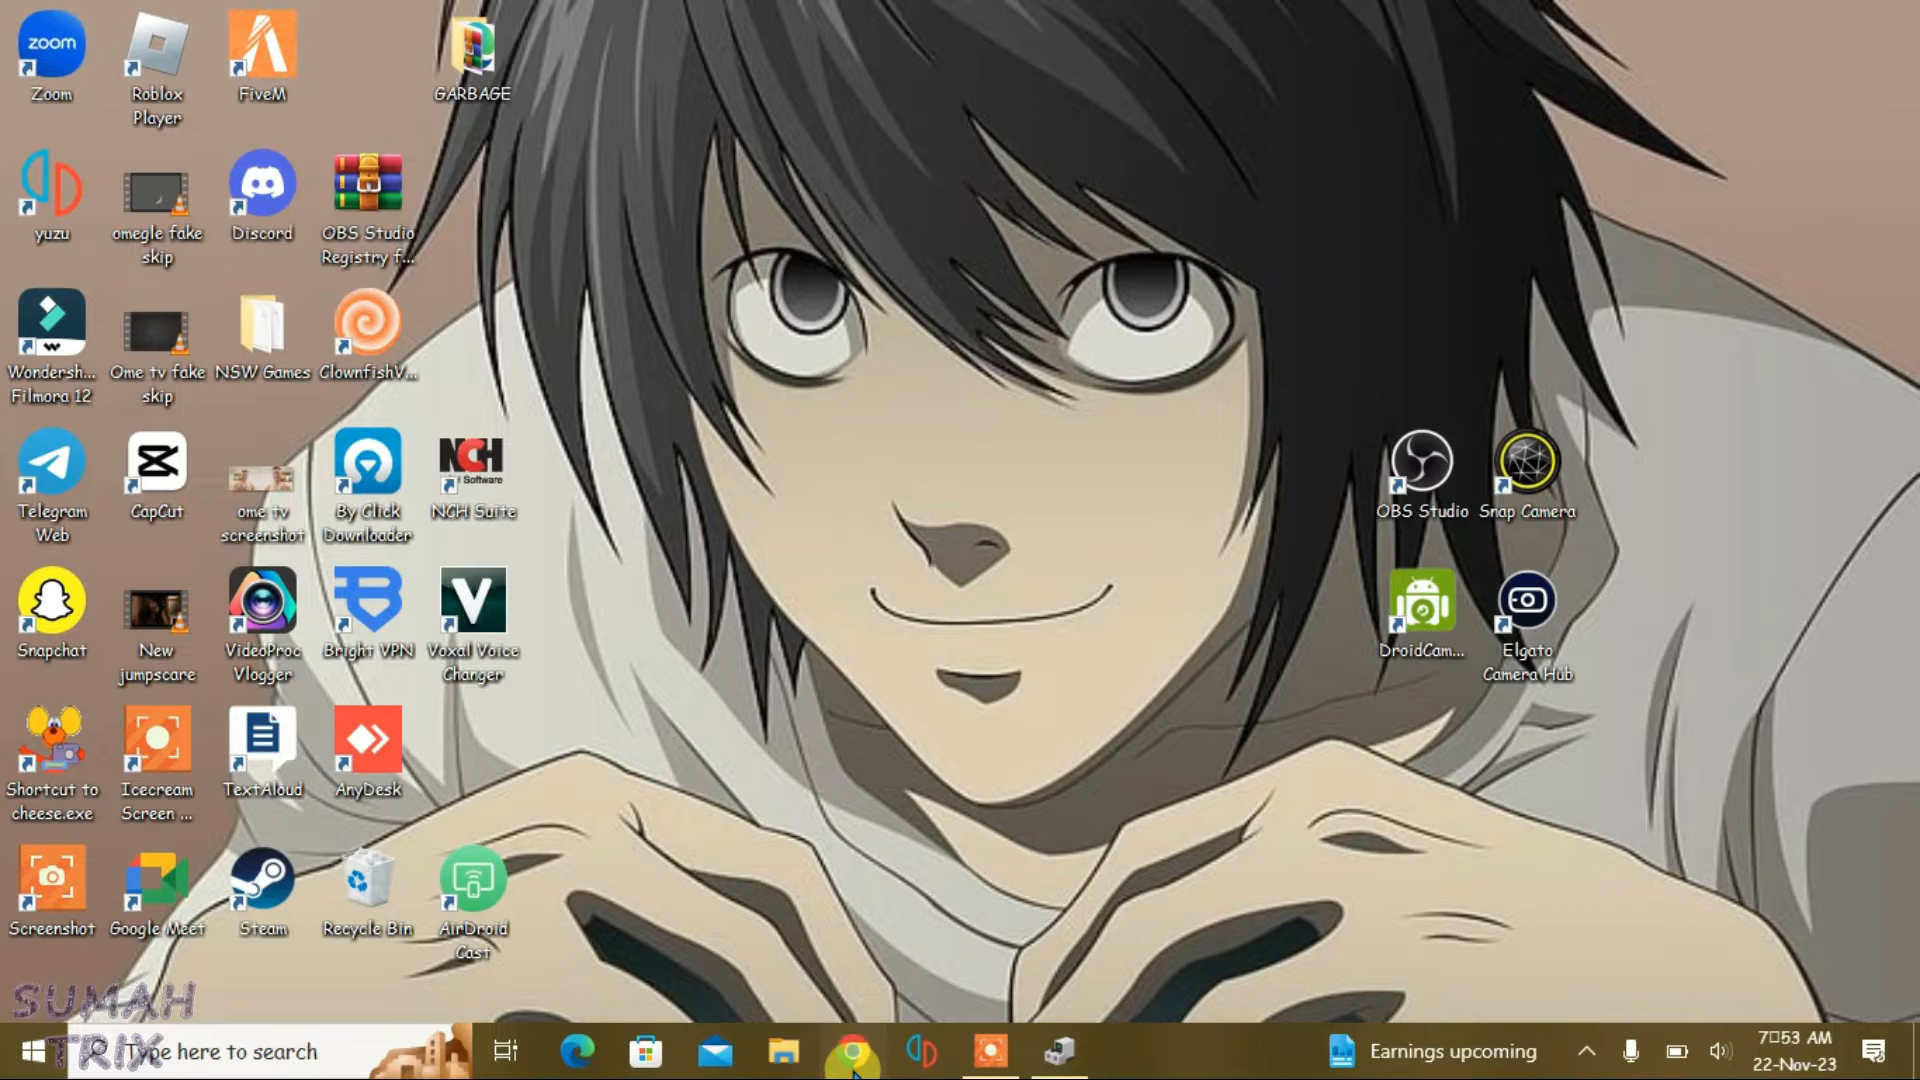 zoom
Zoom
Roblox
Player
FiveM
GARBAGE
yuzu
omegle fake
skip
Discord
OBS Studio
Registry f...
Wondersh...
Filmora 12
Ome tv fake
skip
NSW Games
ClownfishV...
Telegram
Web
CapCut
ome tv
screenshot
By Click
Downloader
NCH
Software
NCH Suite
OBS Studio
Snap Camera
Snapchat
New
jumpscare
VideoProc
Vlogger
Bright VPN
V
Voxal Voice
Changer
DroidCam...
Elgato
Camera Hub
Shortcut to
cheese.exe
Icecream
Screen ...
TextAloud
AnyDesk
Screenshot
Google Meet
Steam
Recycle Bin
AirDroid
Cast
SUMAH
TRIX
Type here to search
Earnings upcoming
7□53 AM
22-Nov-23